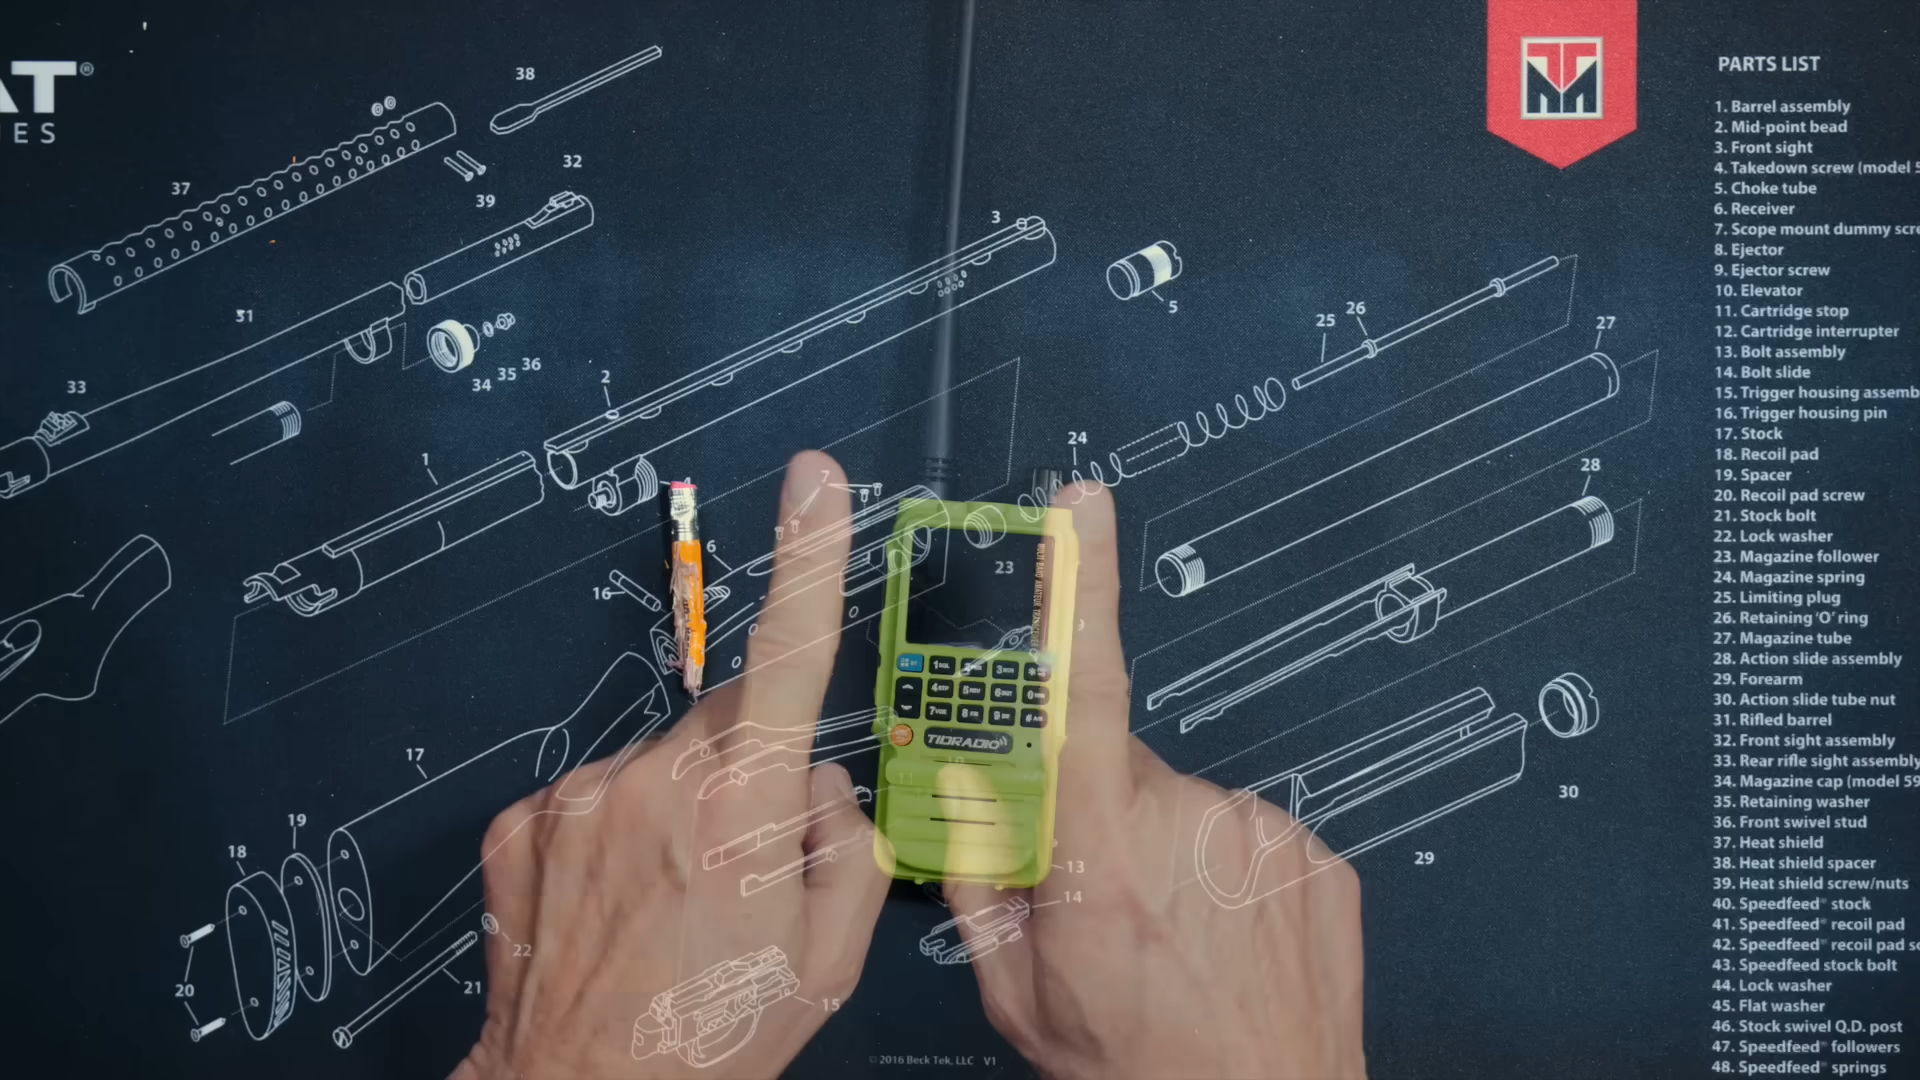 AT®
IES
38
37
32
39
3
31
5
33
34
35
36
2
25
26
27
24
1
7
28
6
23
16
17
19
18
13
14
29
30
22
21
20
15
TIDRADIO
© 2016 Beck Tek, LLC V1
PARTS LIST
1. Barrel assembly
2. Mid-point bead
3. Front sight
4. Takedown screw (model 5
5. Choke tube
6. Receiver
7. Scope mount dummy scre
8. Ejector
9. Ejector screw
10. Elevator
11. Cartridge stop
12. Cartridge interrupter
13. Bolt assembly
14. Bolt slide
15. Trigger housing assemb
16. Trigger housing pin
17. Stock
18. Recoil pad
19. Spacer
20. Recoil pad screw
21. Stock bolt
22. Lock washer
23. Magazine follower
24. Magazine spring
25. Limiting plug
26. Retaining ‘O’ ring
27. Magazine tube
28. Action slide assembly
29. Forearm
30. Action slide tube nut
31. Rifled barrel
32. Front sight assembly
33. Rear rifle sight assembly
34. Magazine cap (model 59
35. Retaining washer
36. Front swivel stud
37. Heat shield
38. Heat shield spacer
39. Heat shield screw/nuts
40. Speedfeed® stock
41. Speedfeed® recoil pad
42. Speedfeed® recoil pad sc
43. Speedfeed stock bolt
44. Lock washer
45. Flat washer
46. Stock swivel Q.D. post
47. Speedfeed® followers
48. Speedfeed® springs